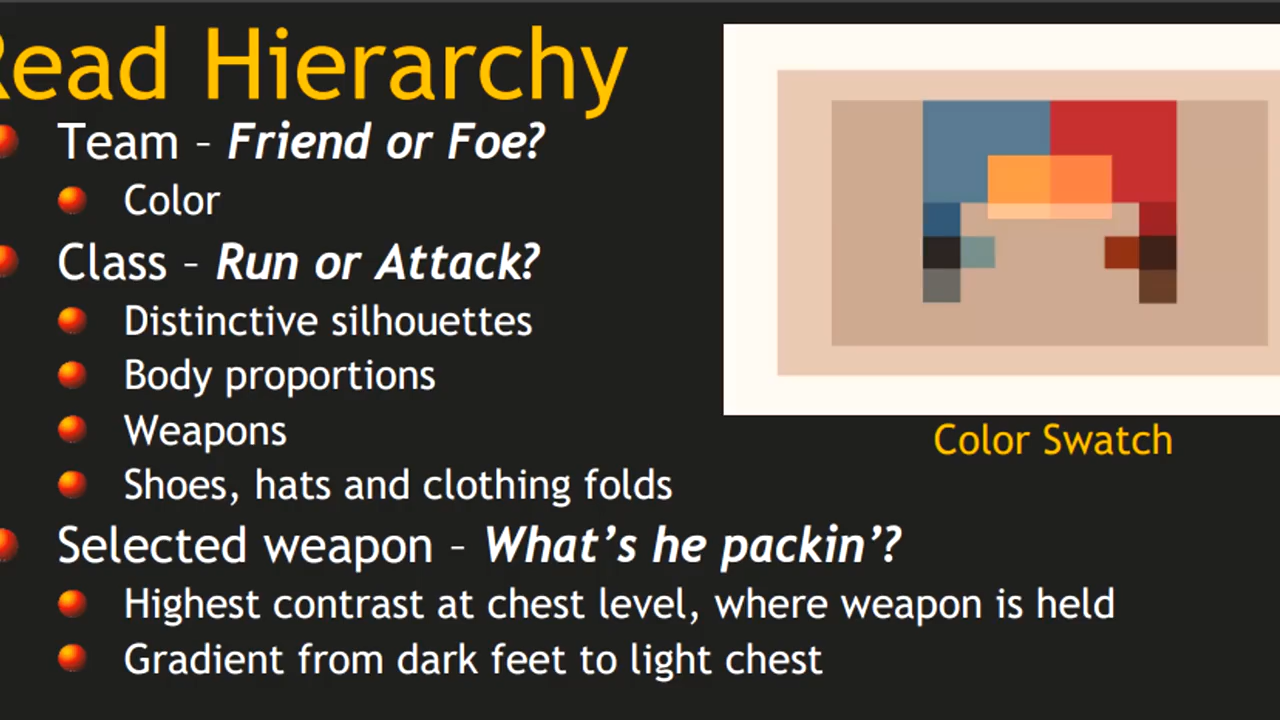 Read Hierarchy
Team – Friend or Foe?
Color
Class – Run or Attack?
Distinctive silhouettes
Body proportions
Weapons
Shoes, hats and clothing folds
Selected weapon – What’s he packin’?
Highest contrast at chest level, where weapon is held
Gradient from dark feet to light chest
Color Swatch